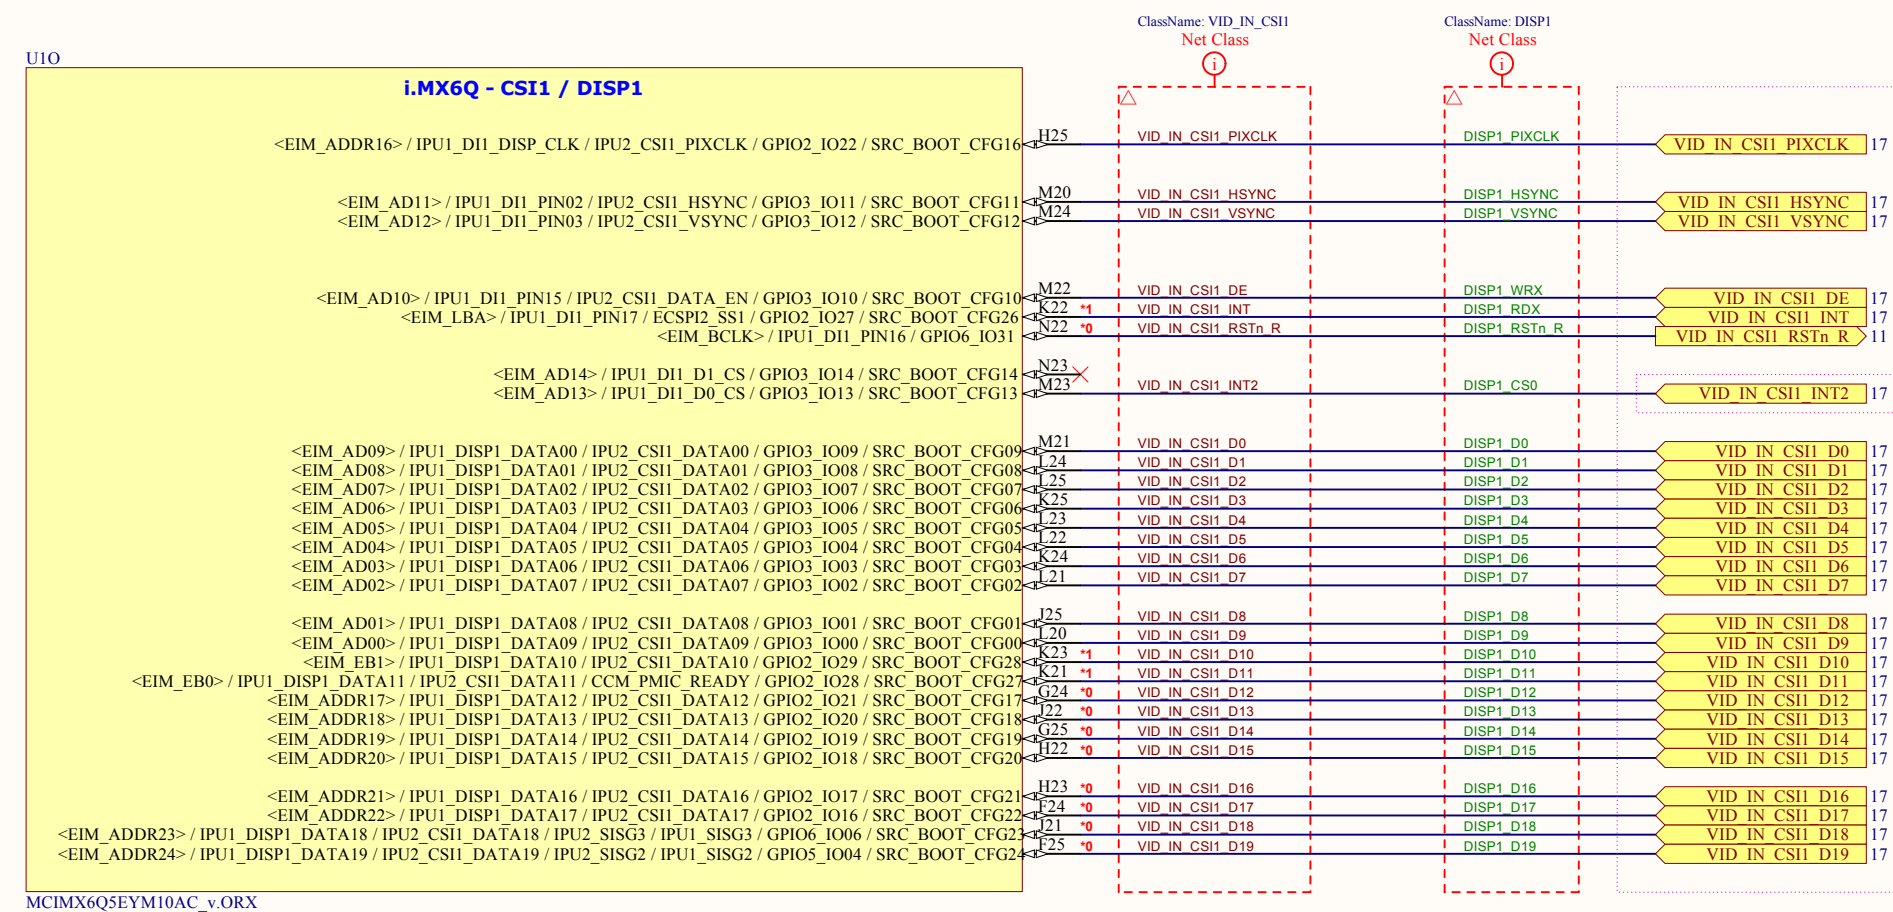 ClassName: VID_IN_CSI1 ClassName: DISP1
Net Class Net Class
i i
U1O
i.MX6Q - CSI1 / DISP1
<EIM_ADDR16> / IPU1_DI1_DISP_CLK / IPU2_CSI1_PIXCLK / GPIO2_IO22 / SRC_BOOT_CFG16 H25 VID_IN_CSI1_PIXCLK DISP1_PIXCLK VID_IN_CSI1_PIXCLK 17
<EIM_AD11> / IPU1_DI1_PIN02 / IPU2_CSI1_HSYNC / GPIO3_IO11 / SRC_BOOT_CFG11 M20 VID_IN_CSI1_HSYNC DISP1_HSYNC VID_IN_CSI1_HSYNC 17
<EIM_AD12> / IPU1_DI1_PIN03 / IPU2_CSI1_VSYNC / GPIO3_IO12 / SRC_BOOT_CFG12 M24 VID_IN_CSI1_VSYNC DISP1_VSYNC VID_IN_CSI1_VSYNC 17
<EIM_AD10> / IPU1_DI1_PIN15 / IPU2_CSI1_DATA_EN / GPIO3_IO10 / SRC_BOOT_CFG10 M22 VID_IN_CSI1_DE DISP1_WRX VID_IN_CSI1_DE 17
<EIM_LBA> / IPU1_DI1_PIN17 / ECSPI2_SS1 / GPIO2_IO27 / SRC_BOOT_CFG26 K22 *1 VID_IN_CSI1_INT DISP1_RDX VID_IN_CSI1_INT 17
<EIM_BCLK> / IPU1_DI1_PIN16 / GPIO6_IO31 N22 *0 VID_IN_CSI1_RSTn_R DISP1_RSTn_R VID_IN_CSI1_RSTn_R 11
<EIM_AD14> / IPU1_DI1_D1_CS / GPIO3_IO14 / SRC_BOOT_CFG14 N23
<EIM_AD13> / IPU1_DI1_D0_CS / GPIO3_IO13 / SRC_BOOT_CFG13 M23 VID_IN_CSI1_INT2 DISP1_CS0 VID_IN_CSI1_INT2 17
<EIM_AD09> / IPU1_DISP1_DATA00 / IPU2_CSI1_DATA00 / GPIO3_IO09 / SRC_BOOT_CFG09 M21 VID_IN_CSI1_D0 DISP1_D0 VID_IN_CSI1_D0 17
<EIM_AD08> / IPU1_DISP1_DATA01 / IPU2_CSI1_DATA01 / GPIO3_IO08 / SRC_BOOT_CFG08 L24 VID_IN_CSI1_D1 DISP1_D1 VID_IN_CSI1_D1 17
<EIM_AD07> / IPU1_DISP1_DATA02 / IPU2_CSI1_DATA02 / GPIO3_IO07 / SRC_BOOT_CFG07 L25 VID_IN_CSI1_D2 DISP1_D2 VID_IN_CSI1_D2 17
<EIM_AD06> / IPU1_DISP1_DATA03 / IPU2_CSI1_DATA03 / GPIO3_IO06 / SRC_BOOT_CFG06 K25 VID_IN_CSI1_D3 DISP1_D3 VID_IN_CSI1_D3 17
<EIM_AD05> / IPU1_DISP1_DATA04 / IPU2_CSI1_DATA04 / GPIO3_IO05 / SRC_BOOT_CFG05 L23 VID_IN_CSI1_D4 DISP1_D4 VID_IN_CSI1_D4 17
<EIM_AD04> / IPU1_DISP1_DATA05 / IPU2_CSI1_DATA05 / GPIO3_IO04 / SRC_BOOT_CFG04 L22 VID_IN_CSI1_D5 DISP1_D5 VID_IN_CSI1_D5 17
<EIM_AD03> / IPU1_DISP1_DATA06 / IPU2_CSI1_DATA06 / GPIO3_IO03 / SRC_BOOT_CFG03 K24 VID_IN_CSI1_D6 DISP1_D6 VID_IN_CSI1_D6 17
<EIM_AD02> / IPU1_DISP1_DATA07 / IPU2_CSI1_DATA07 / GPIO3_IO02 / SRC_BOOT_CFG02 L21 VID_IN_CSI1_D7 DISP1_D7 VID_IN_CSI1_D7 17
<EIM_AD01> / IPU1_DISP1_DATA08 / IPU2_CSI1_DATA08 / GPIO3_IO01 / SRC_BOOT_CFG01 J25 VID_IN_CSI1_D8 DISP1_D8 VID_IN_CSI1_D8 17
<EIM_AD00> / IPU1_DISP1_DATA09 / IPU2_CSI1_DATA09 / GPIO3_IO00 / SRC_BOOT_CFG00 L20 VID_IN_CSI1_D9 DISP1_D9 VID_IN_CSI1_D9 17
<EIM_EB1> / IPU1_DISP1_DATA10 / IPU2_CSI1_DATA10 / GPIO2_IO29 / SRC_BOOT_CFG28 K23 *1 VID_IN_CSI1_D10 DISP1_D10 VID_IN_CSI1_D10 17
<EIM_EB0> / IPU1_DISP1_DATA11 / IPU2_CSI1_DATA11 / CCM_PMIC_READY / GPIO2_IO28 / SRC_BOOT_CFG27 K21 *1 VID_IN_CSI1_D11 DISP1_D11 VID_IN_CSI1_D11 17
<EIM_ADDR17> / IPU1_DISP1_DATA12 / IPU2_CSI1_DATA12 / GPIO2_IO21 / SRC_BOOT_CFG17 G24 *0 VID_IN_CSI1_D12 DISP1_D12 VID_IN_CSI1_D12 17
<EIM_ADDR18> / IPU1_DISP1_DATA13 / IPU2_CSI1_DATA13 / GPIO2_IO20 / SRC_BOOT_CFG18 J22 *0 VID_IN_CSI1_D13 DISP1_D13 VID_IN_CSI1_D13 17
<EIM_ADDR19> / IPU1_DISP1_DATA14 / IPU2_CSI1_DATA14 / GPIO2_IO19 / SRC_BOOT_CFG19 G25 *0 VID_IN_CSI1_D14 DISP1_D14 VID_IN_CSI1_D14 17
<EIM_ADDR20> / IPU1_DISP1_DATA15 / IPU2_CSI1_DATA15 / GPIO2_IO18 / SRC_BOOT_CFG20 H22 *0 VID_IN_CSI1_D15 DISP1_D15 VID_IN_CSI1_D15 17
<EIM_ADDR21> / IPU1_DISP1_DATA16 / IPU2_CSI1_DATA16 / GPIO2_IO17 / SRC_BOOT_CFG21 H23 *0 VID_IN_CSI1_D16 DISP1_D16 VID_IN_CSI1_D16 17
<EIM_ADDR22> / IPU1_DISP1_DATA17 / IPU2_CSI1_DATA17 / GPIO2_IO16 / SRC_BOOT_CFG22 F24 *0 VID_IN_CSI1_D17 DISP1_D17 VID_IN_CSI1_D17 17
<EIM_ADDR23> / IPU1_DISP1_DATA18 / IPU2_CSI1_DATA18 / IPU2_SISG3 / IPU1_SISG3 / GPIO6_IO06 / SRC_BOOT_CFG23 J21 *0 VID_IN_CSI1_D18 DISP1_D18 VID_IN_CSI1_D18 17
<EIM_ADDR24> / IPU1_DISP1_DATA19 / IPU2_CSI1_DATA19 / IPU2_SISG2 / IPU1_SISG2 / GPIO5_IO04 / SRC_BOOT_CFG24 F25 *0 VID_IN_CSI1_D19 DISP1_D19 VID_IN_CSI1_D19 17
MCIMX6Q5EYM10AC_v.ORX